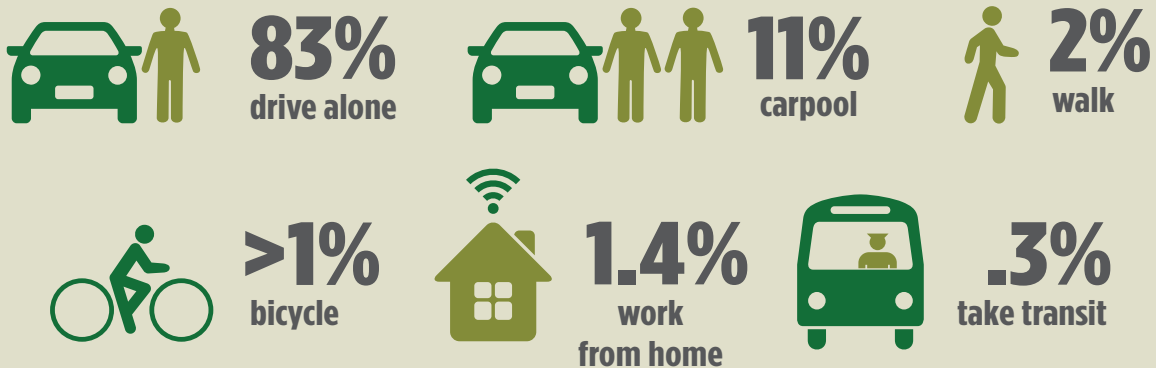 83%
drive alone
11%
carpool
2%
walk
>1%
bicycle
1.4%
work
from home
.3%
take transit